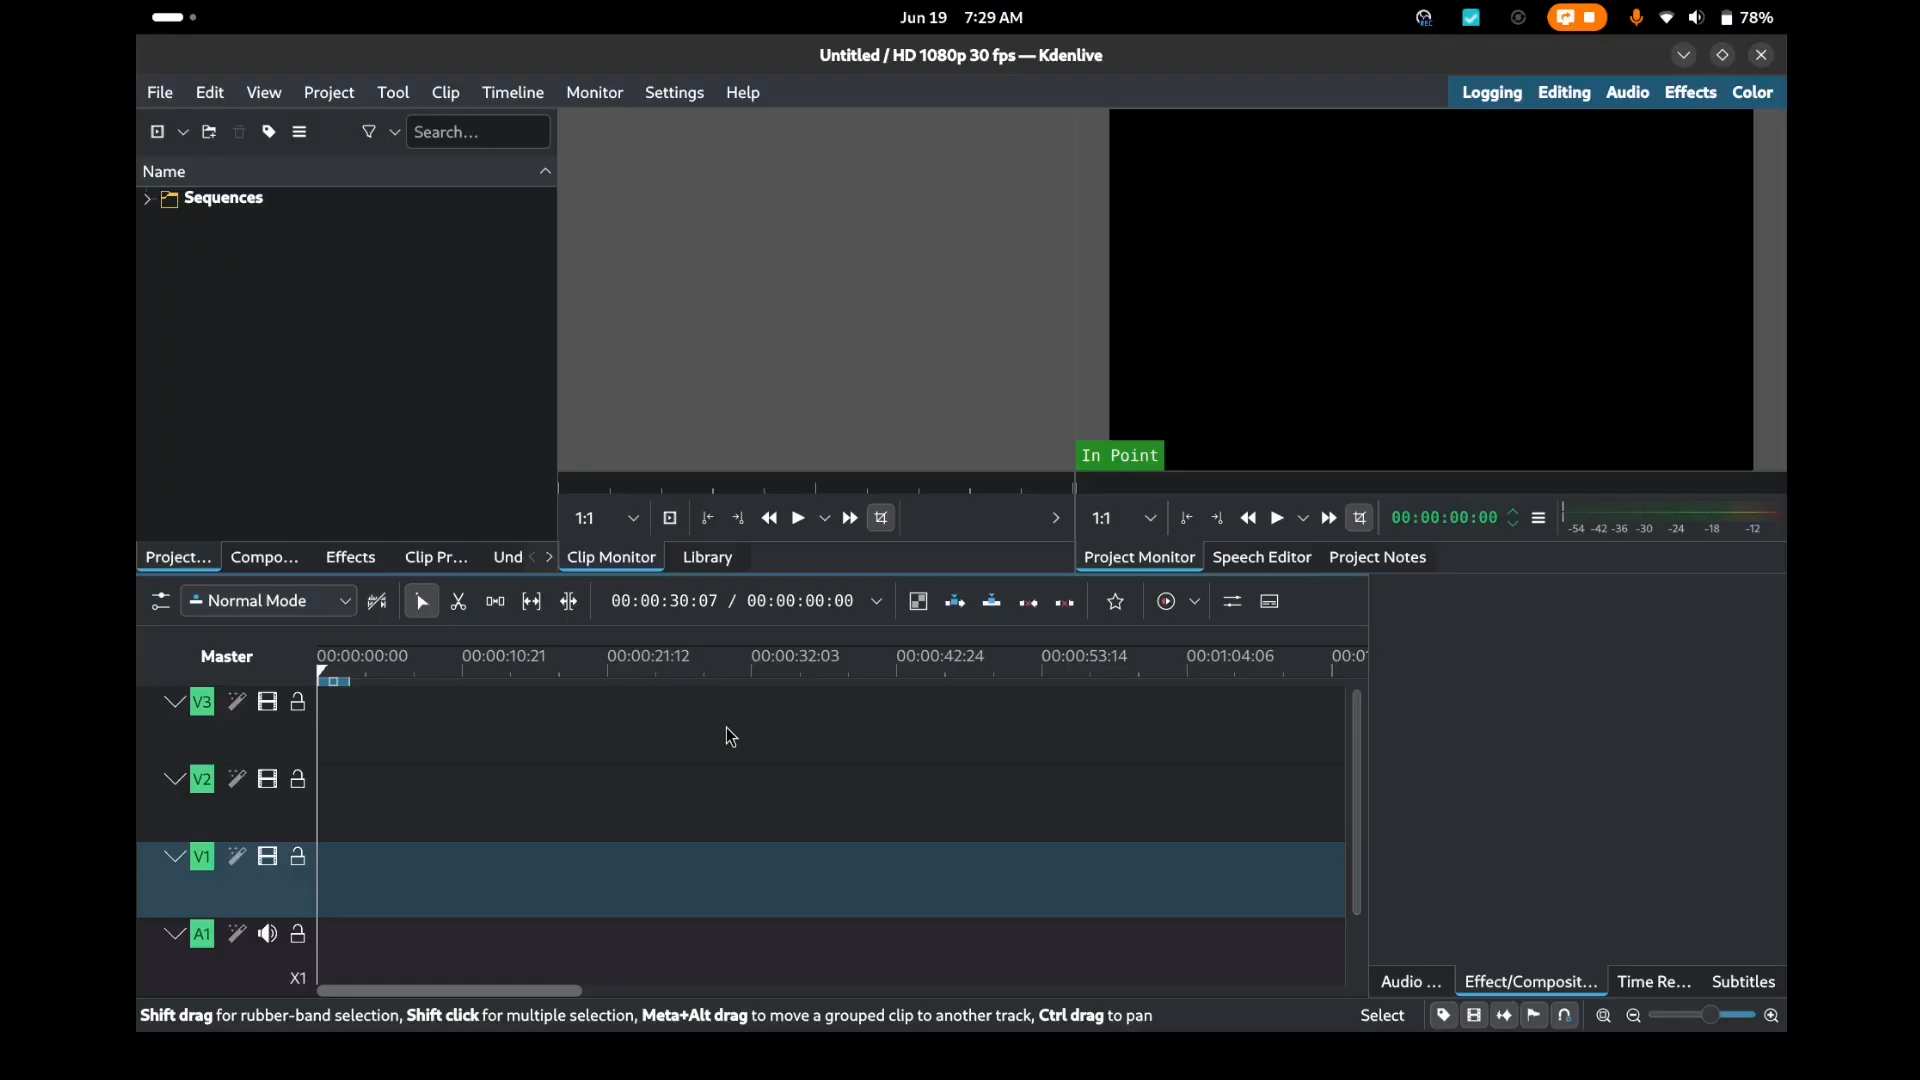 Jun 19 7:29 AM
78%
Untitled / HD 1080p 30 fps — Kdenlive
File Edit View Project Tool Clip Timeline Monitor Settings Help
Logging Editing Audio Effects Color
Search...
Name
Sequences
In Point
1:1
1:1
00:00:00:00
-54 -42 -36 -30 -24 -18 -12
Project... Compo... Effects Clip Pr... Und
Clip Monitor Library
Project Monitor Speech Editor Project Notes
Normal Mode
00:00:30:07 / 00:00:00:00
Master
00:00:00:00 00:00:10:21 00:00:21:12 00:00:32:03 00:00:42:24 00:00:53:14 00:01:04:06 00:0
V3
V2
V1
A1
X1
Audio ... Effect/Composit... Time Re... Subtitles
Shift drag for rubber-band selection, Shift click for multiple selection, Meta+Alt drag to move a grouped clip to another track, Ctrl drag to pan
Select